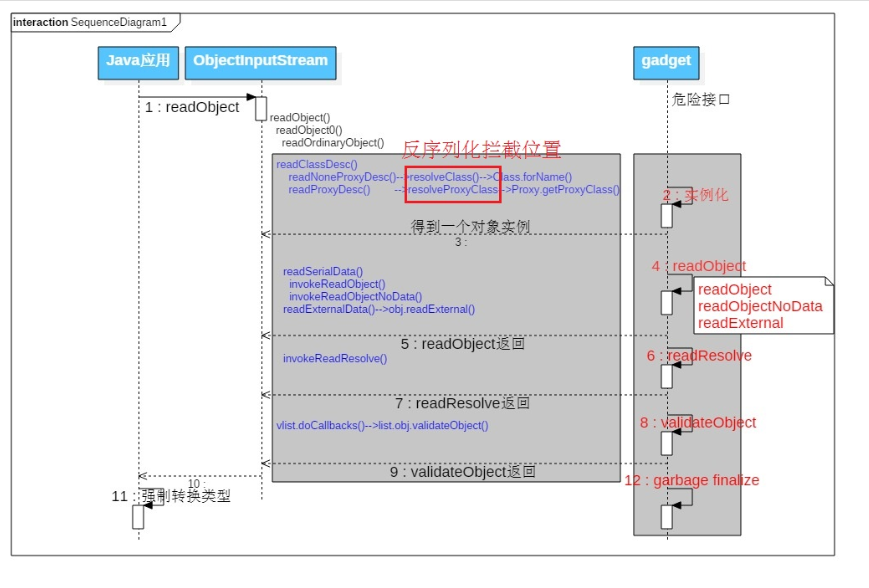 interaction SequenceDiagram1
Java应用
ObjectInputStream
gadget
危险接口
1 : readObject
readObject()
readObject0()
readOrdinaryObject()
反序列化拦截位置
readClassDesc()
readNoneProxyDesc()-->resolveClass()-->Class.forName()
readProxyDesc() -->resolveProxyClass-->Proxy.getProxyClass()
2 : 实例化
得到一个对象实例
3 :
4 : readObject
readSerialData()
invokeReadObject()
invokeReadObjectNoData()
readExternalData()-->obj.readExternal()
readObject
readObjectNoData
readExternal
5 : readObject返回
invokeReadResolve()
6 : readResolve
7 : readResolve返回
vlist.doCallbacks()-->list.obj.validateObject()
8 : validateObject
9 : validateObject返回
10 :
11 : 强制转换类型
12 : garbage finalize